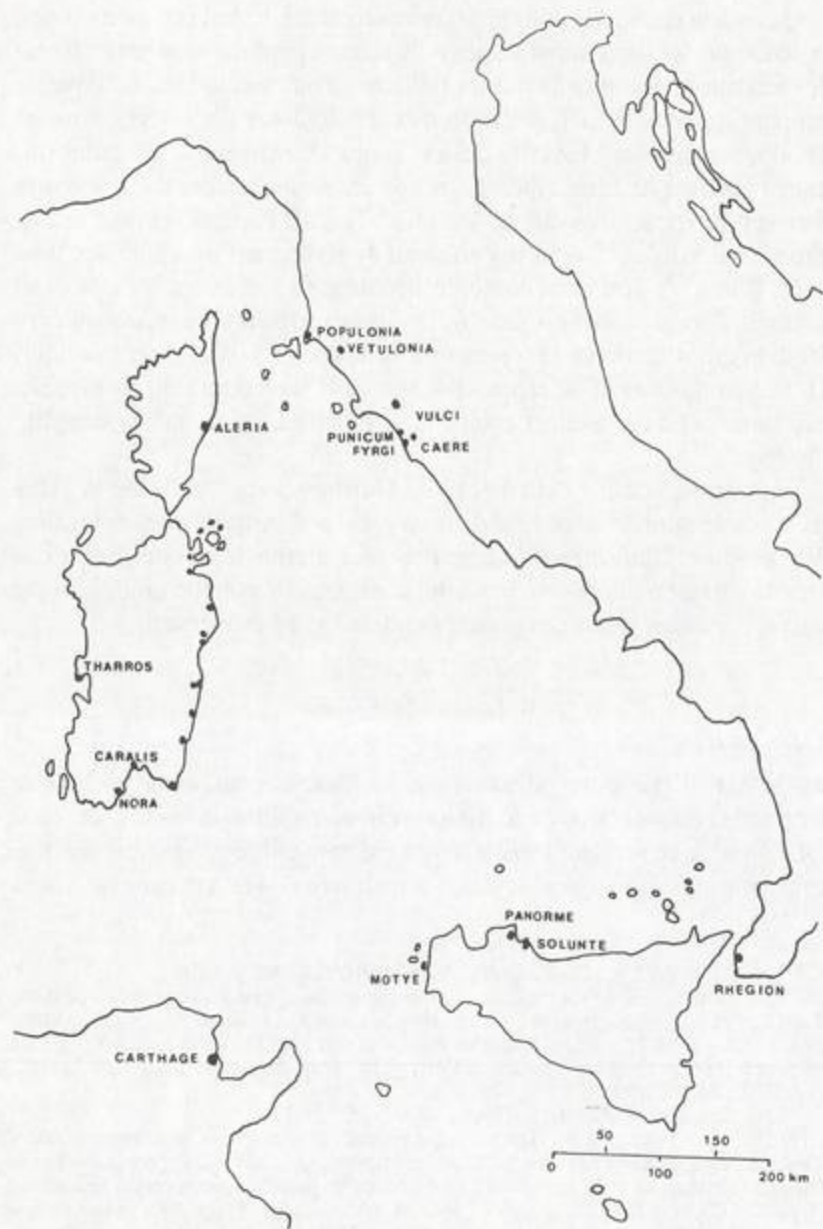 POPULONIA
VETULONIA
VULCI
ALERIA
PUNICUM
FYRGI
CAERE
THARROS
CARALIS
NORA
PANORME
SOLUNTE
MOTYE
RHEGION
CARTHAGE
50 150
0 100 200 km